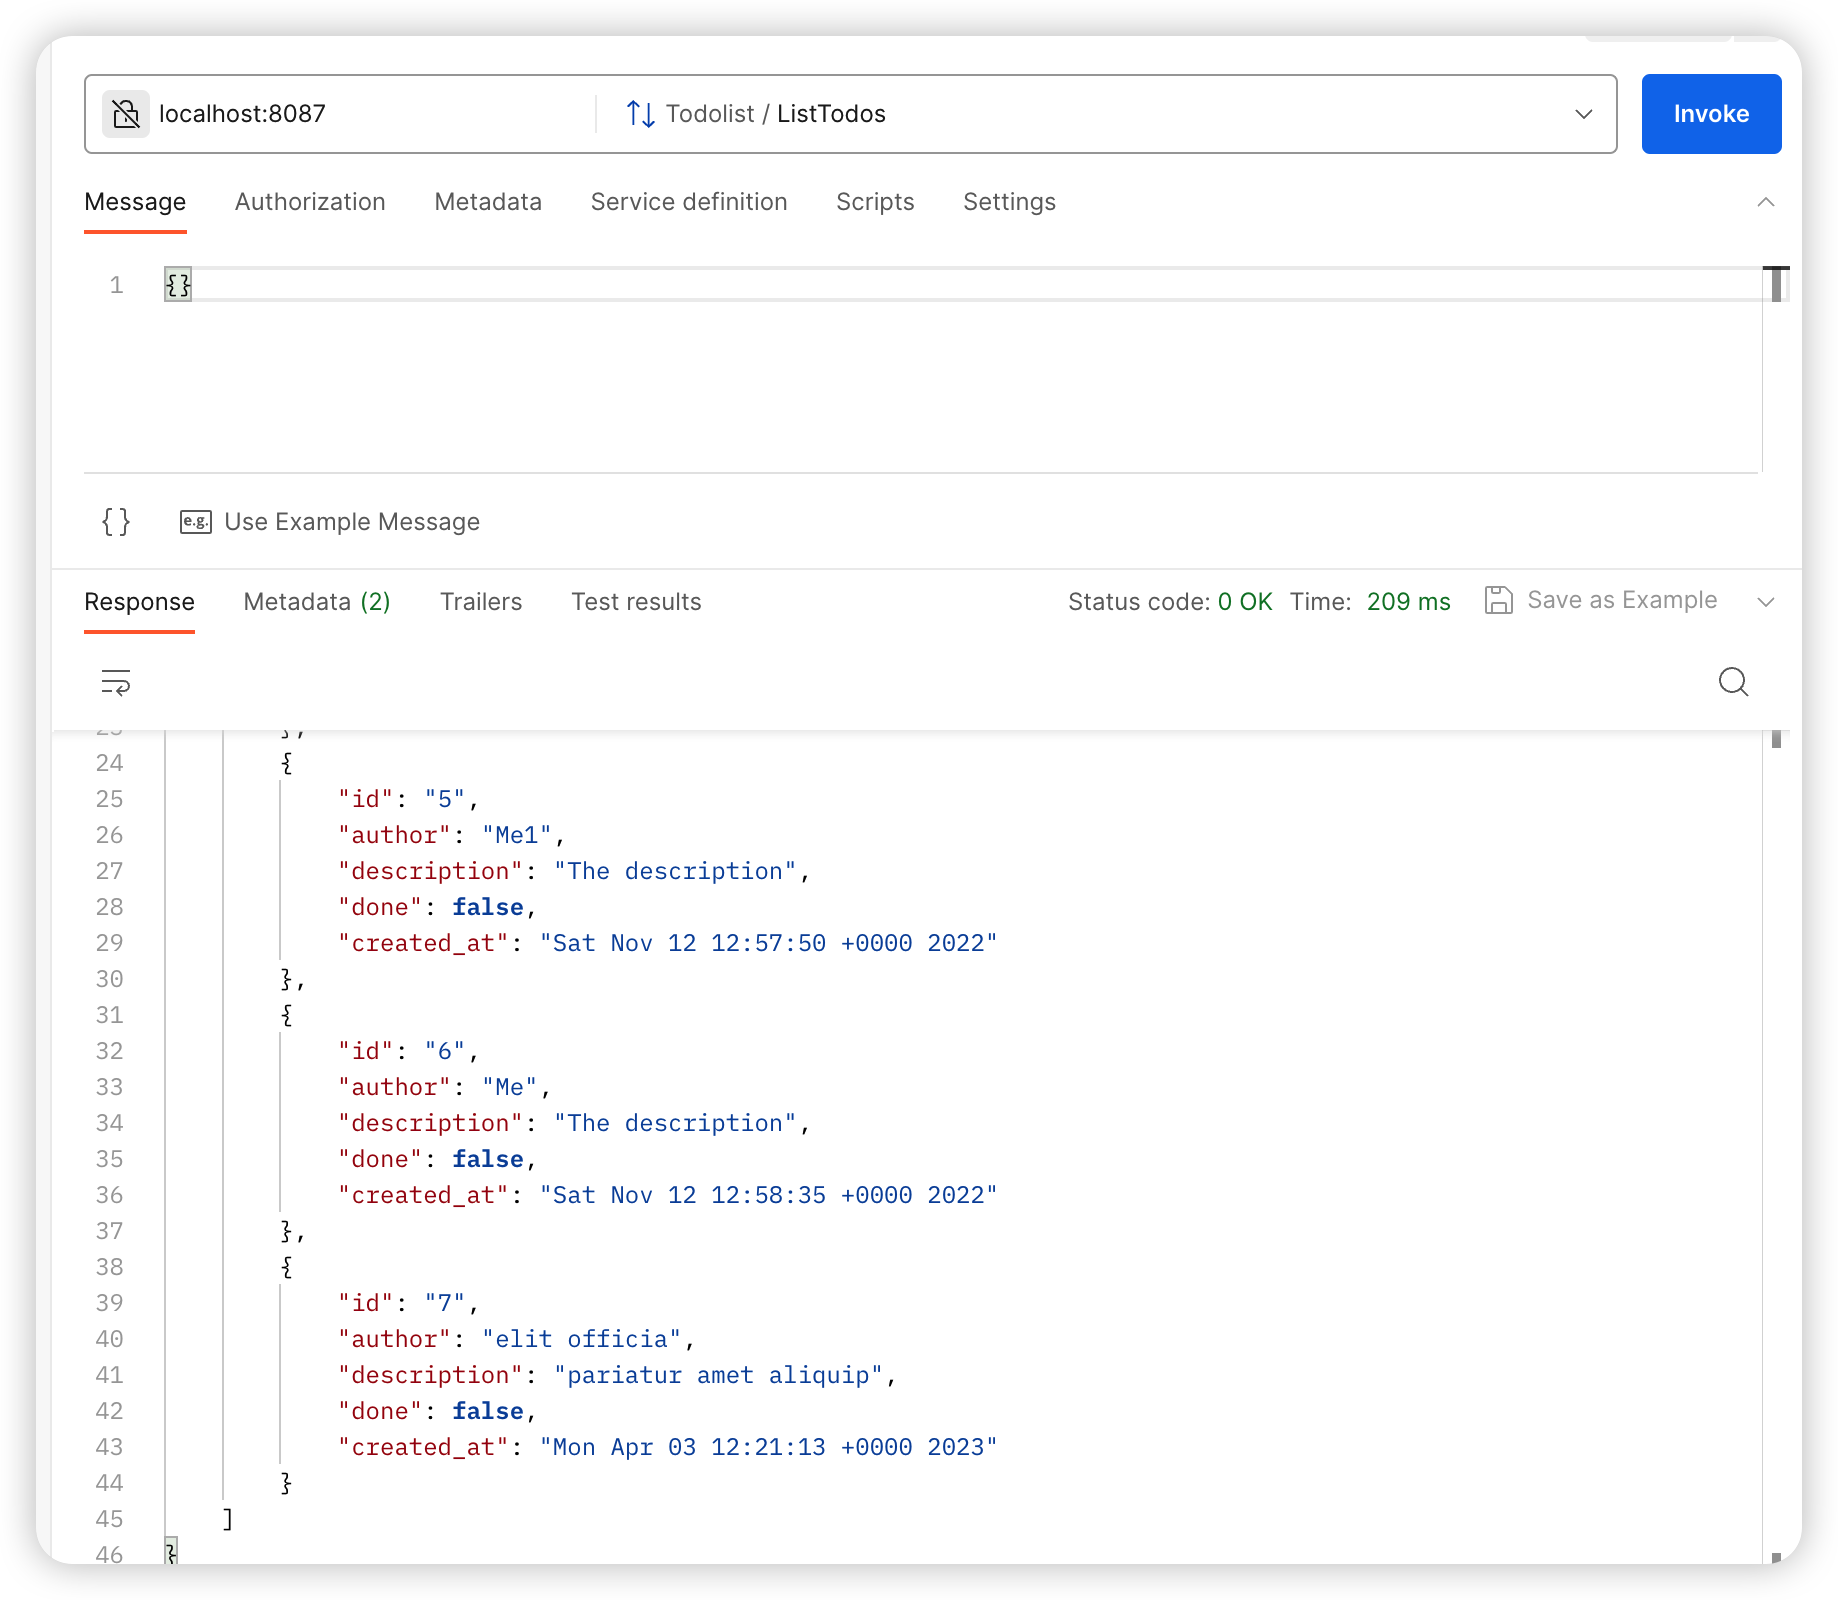 localhost:8087 Todolist / ListTodos Invoke
Message Authorization Metadata Service definition Scripts Settings
1 {}
{} e.g. Use Example Message
Response Metadata (2) Trailers Test results Status code: 0 OK Time: 209 ms Save as Example
23 },
24 {
25 "id": "5",
26 "author": "Me1",
27 "description": "The description",
28 "done": false,
29 "created_at": "Sat Nov 12 12:57:50 +0000 2022"
30 },
31 {
32 "id": "6",
33 "author": "Me",
34 "description": "The description",
35 "done": false,
36 "created_at": "Sat Nov 12 12:58:35 +0000 2022"
37 },
38 {
39 "id": "7",
40 "author": "elit officia",
41 "description": "pariatur amet aliquip",
42 "done": false,
43 "created_at": "Mon Apr 03 12:21:13 +0000 2023"
44 }
45 ]
46 }